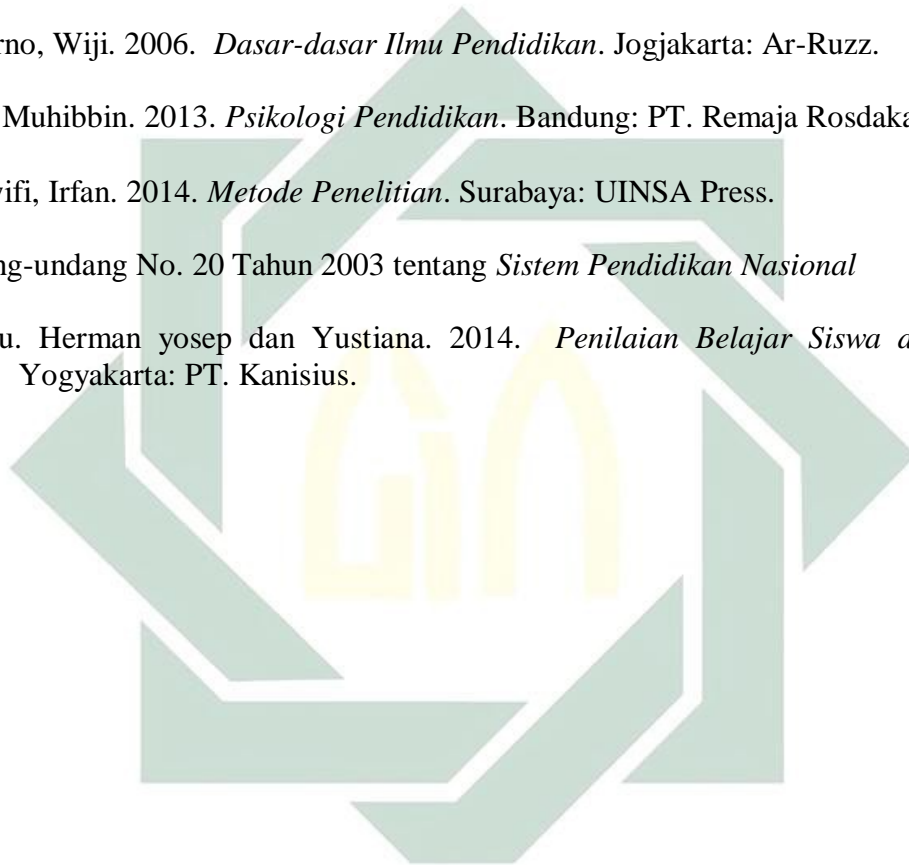 rno, Wiji. 2006. Dasar-dasar Ilmu Pendidikan. Jogjakarta: Ar-Ruzz.
Muhibbin. 2013. Psikologi Pendidikan. Bandung: PT. Remaja Rosdaka
ifi, Irfan. 2014. Metode Penelitian. Surabaya: UINSA Press.
ng-undang No. 20 Tahun 2003 tentang Sistem Pendidikan Nasional
u. Herman yosep dan Yustiana. 2014. Penilaian Belajar Siswa
Yogyakarta: PT. Kanisius.